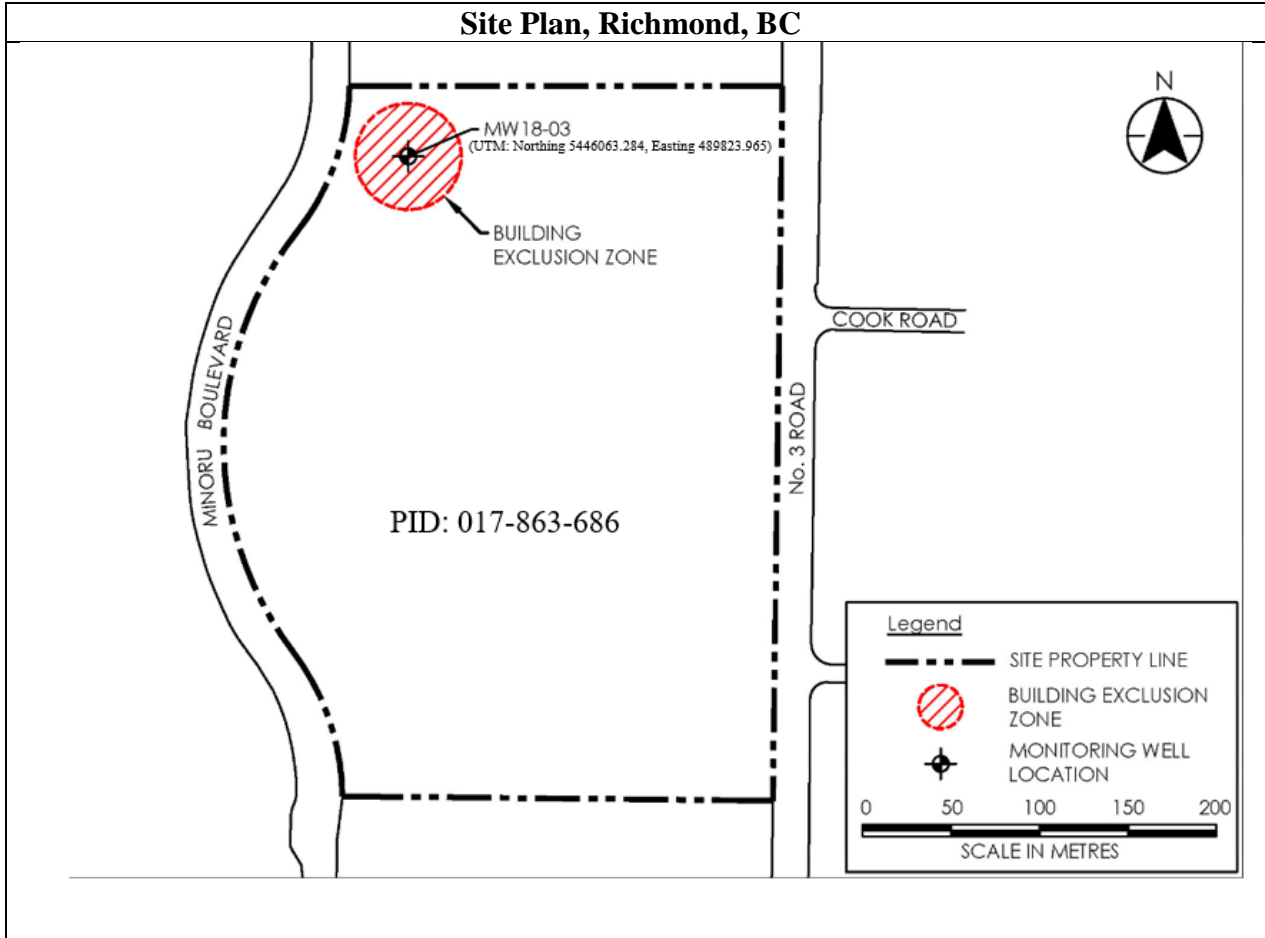 Site Plan, Richmond, BC
N
MW18-03
(UTM: Northing 5446063.284, Easting 489823.965)
BUILDING
EXCLUSION ZONE
COOK ROAD
MINORU BOULEVARD
No. 3 ROAD
PID: 017-863-686
Legend
SITE PROPERTY LINE
BUILDING EXCLUSION
ZONE
MONITORING WELL
LOCATION
0 50 100 150 200
SCALE IN METRES